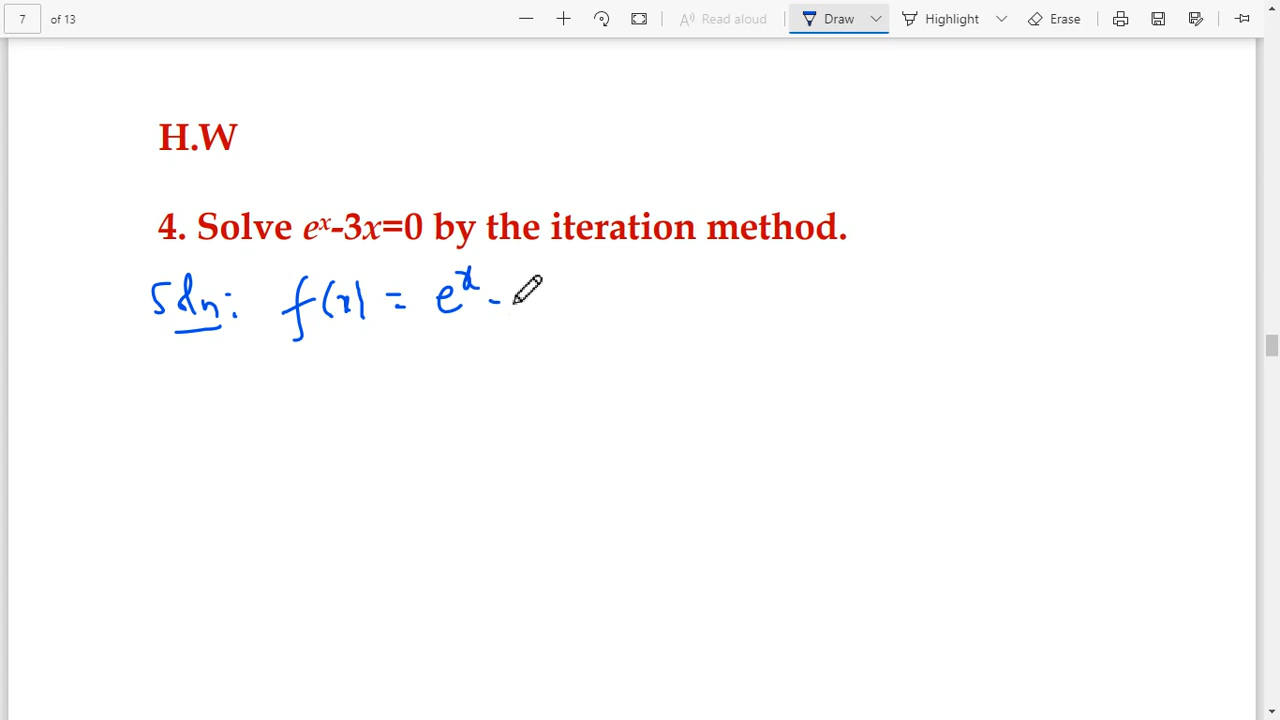 7 of 13 Read aloud Draw Highlight Erase
H.W
4. Solve eˣ-3x=0 by the iteration method.
Soln: f(x) = eˣ -